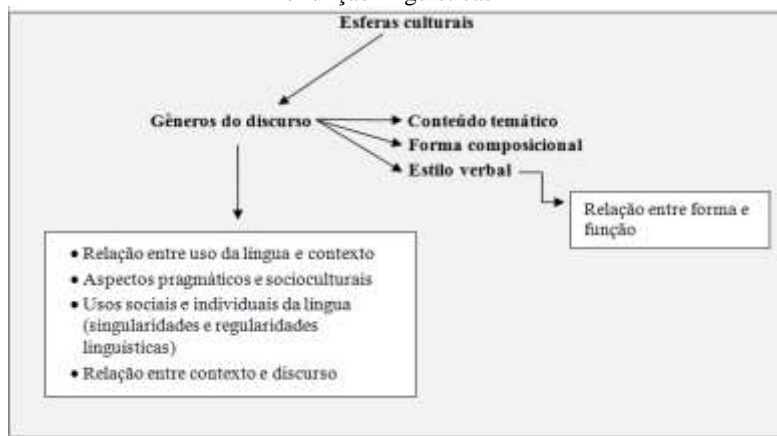 Esferas culturais
Gêneros do discurso
Conteúdo temático
Forma composicional
Estilo verbal
Relação entre forma e
função
• Relação entre uso da língua e contexto
• Aspectos pragmáticos e socioculturais
• Usos sociais e individuais da língua
(singularidades e regularidades
linguísticas)
• Relação entre contexto e discurso